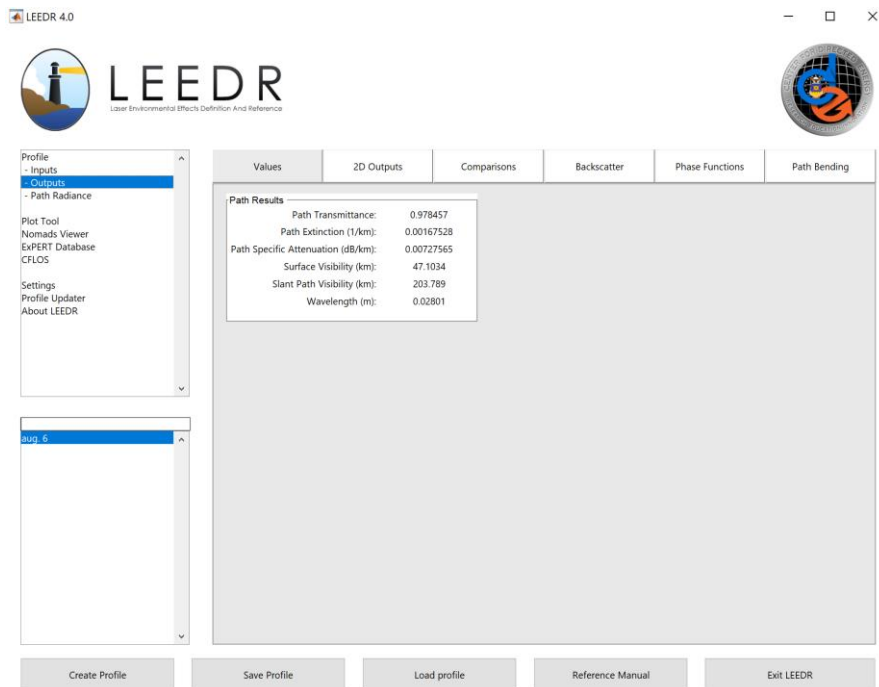 LEEDR 4.0
LEEDR
Laser Environmental Effects Definition And Reference
Profile
- Inputs
- Outputs
- Path Radiance
Plot Tool
Nomads Viewer
ExPERT Database
CFLOS
Settings
Profile Updater
About LEEDR
aug. 6
Values
2D Outputs
Comparisons
Backscatter
Phase Functions
Path Bending
Path Results
Path Transmittance: 0.978457
Path Extinction (1/km): 0.00167528
Path Specific Attenuation (dB/km): 0.00727565
Surface Visibility (km): 47.1034
Slant Path Visibility (km): 203.789
Wavelength (m): 0.02801
Create Profile
Save Profile
Load profile
Reference Manual
Exit LEEDR